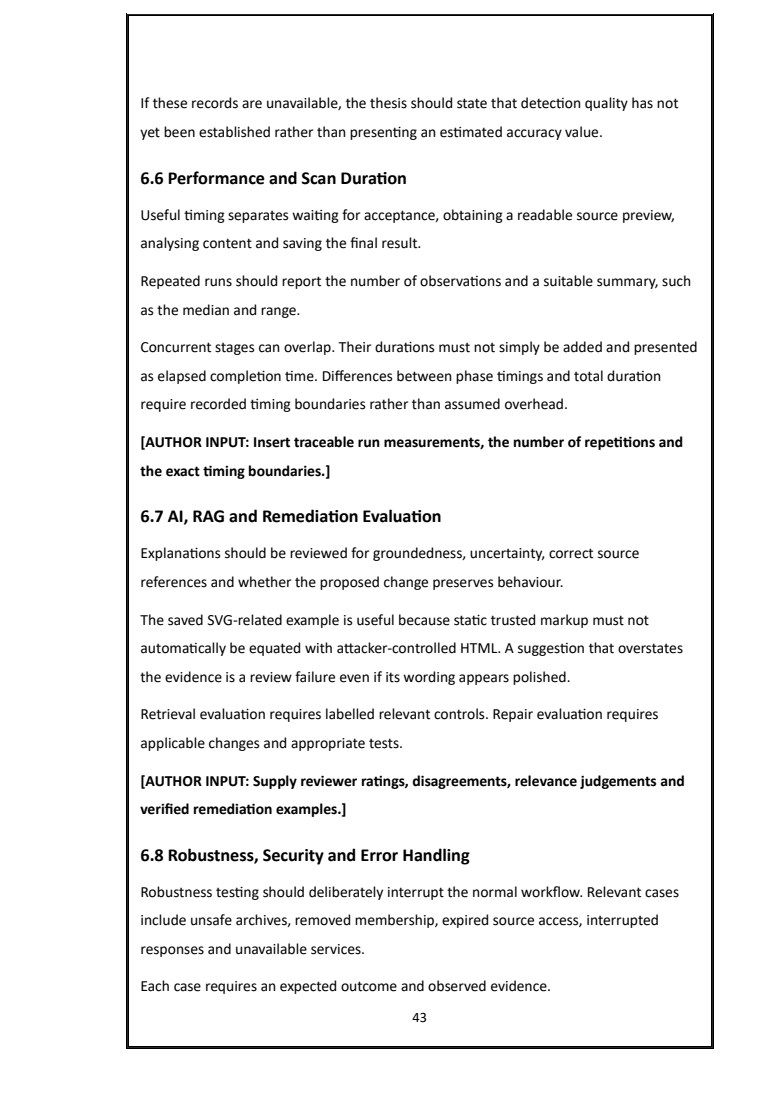 If these records are unavailable, the thesis should state that detection quality has not
yet been established rather than presenting an estimated accuracy value.
6.6 Performance and Scan Duration
Useful timing separates waiting for acceptance, obtaining a readable source preview,
analysing content and saving the final result.
Repeated runs should report the number of observations and a suitable summary, such
as the median and range.
Concurrent stages can overlap. Their durations must not simply be added and presented
as elapsed completion time. Differences between phase timings and total duration
require recorded timing boundaries rather than assumed overhead.
[AUTHOR INPUT: Insert traceable run measurements, the number of repetitions and
the exact timing boundaries.]
6.7 AI, RAG and Remediation Evaluation
Explanations should be reviewed for groundedness, uncertainty, correct source
references and whether the proposed change preserves behaviour.
The saved SVG-related example is useful because static trusted markup must not
automatically be equated with attacker-controlled HTML. A suggestion that overstates
the evidence is a review failure even if its wording appears polished.
Retrieval evaluation requires labelled relevant controls. Repair evaluation requires
applicable changes and appropriate tests.
[AUTHOR INPUT: Supply reviewer ratings, disagreements, relevance judgements and
verified remediation examples.]
6.8 Robustness, Security and Error Handling
Robustness testing should deliberately interrupt the normal workflow. Relevant cases
include unsafe archives, removed membership, expired source access, interrupted
responses and unavailable services.
Each case requires an expected outcome and observed evidence.
43